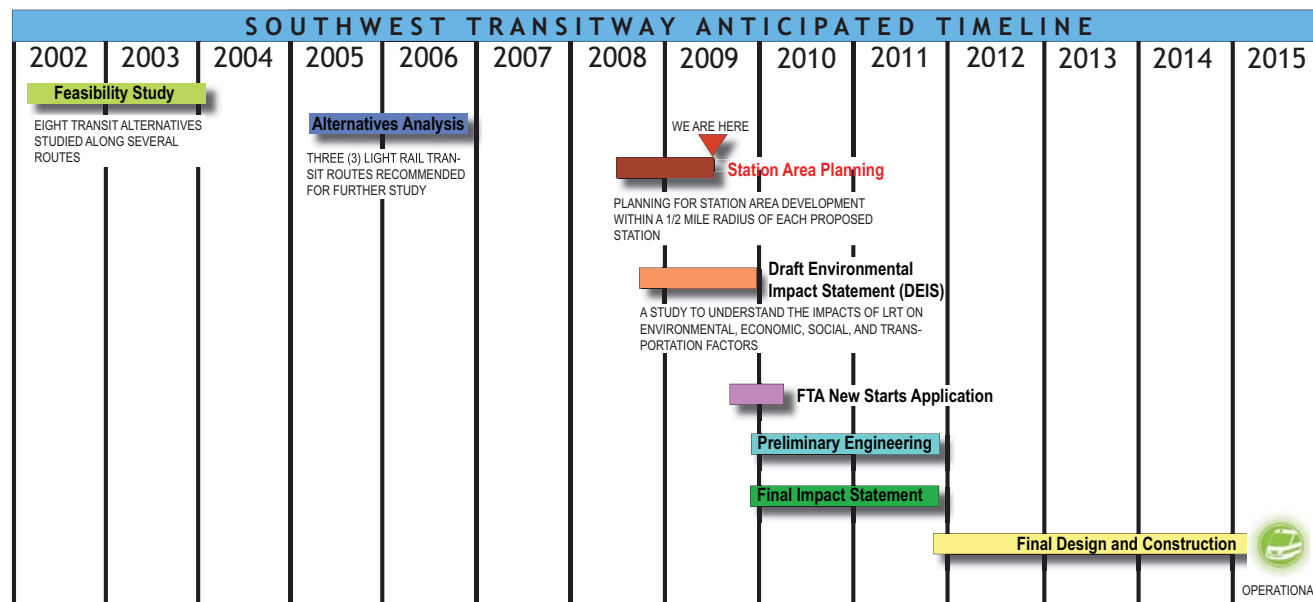 SOUTHWEST TRANSITWAY ANTICIPATED TIMELINE
2002 2003 2004 2005 2006 2007 2008 2009 2010 2011 2012 2013 2014 2015
Feasibility Study
EIGHT TRANSIT ALTERNATIVES
STUDIED ALONG SEVERAL
ROUTES
Alternatives Analysis
THREE (3) LIGHT RAIL TRAN-
SIT ROUTES RECOMMENDED
FOR FURTHER STUDY
WE ARE HERE
Station Area Planning
PLANNING FOR STATION AREA DEVELOPMENT
WITHIN A 1/2 MILE RADIUS OF EACH PROPOSED
STATION
Draft Environmental
Impact Statement (DEIS)
A STUDY TO UNDERSTAND THE IMPACTS OF LRT ON
ENVIRONMENTAL, ECONOMIC, SOCIAL, AND TRANS-
PORTATION FACTORS
FTA New Starts Application
Preliminary Engineering
Final Impact Statement
Final Design and Construction
OPERATIONA